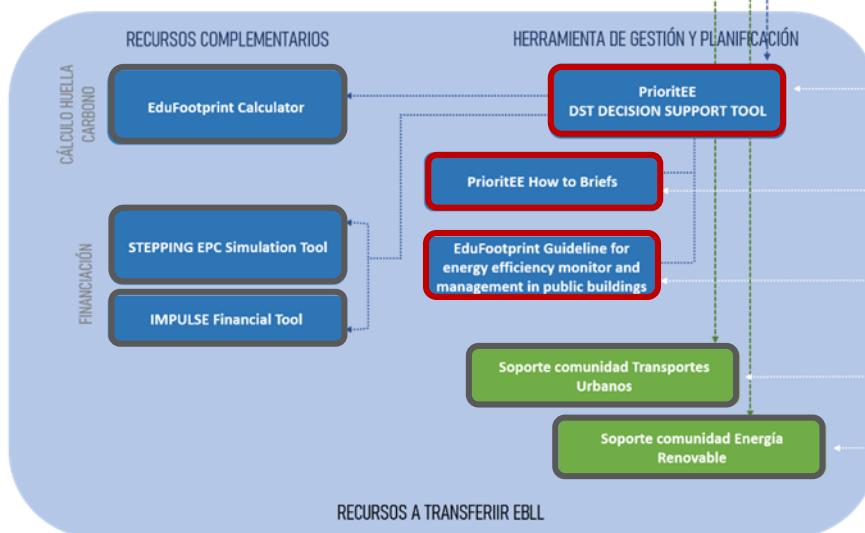 RECURSOS COMPLEMENTARIOS
HERRAMIENTA DE GESTIÓN Y PLANIFICACIÓN
CÁLCULO HUELLA
CARBONO
EduFootprint Calculator
PrioritEE
DST DECISION SUPPORT TOOL
PrioritEE How to Briefs
FINANCIACIÓN
STEPPING EPC Simulation Tool
EduFootprint Guideline for
energy efficiency monitor and
management in public buildings
IMPULSE Financial Tool
Soporte comunidad Transportes
Urbanos
Soporte comunidad Energía
Renovable
RECURSOS A TRANSFERIIR EBLL